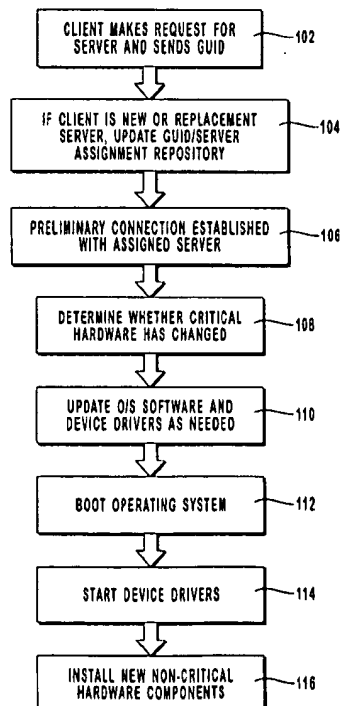 CLIENT MAKES REQUEST FOR
SERVER AND SENDS GUID
102
IF CLIENT IS NEW OR REPLACEMENT
SERVER, UPDATE GUID/SERVER
ASSIGNMENT REPOSITORY
104
PRELIMINARY CONNECTION ESTABLISHED
WITH ASSIGNED SERVER
106
DETERMINE WHETHER CRITICAL
HARDWARE HAS CHANGED
108
UPDATE O/S SOFTWARE AND
DEVICE DRIVERS AS NEEDED
110
BOOT OPERATING SYSTEM
112
START DEVICE DRIVERS
114
INSTALL NEW NON-CRITICAL
HARDWARE COMPONENTS
116